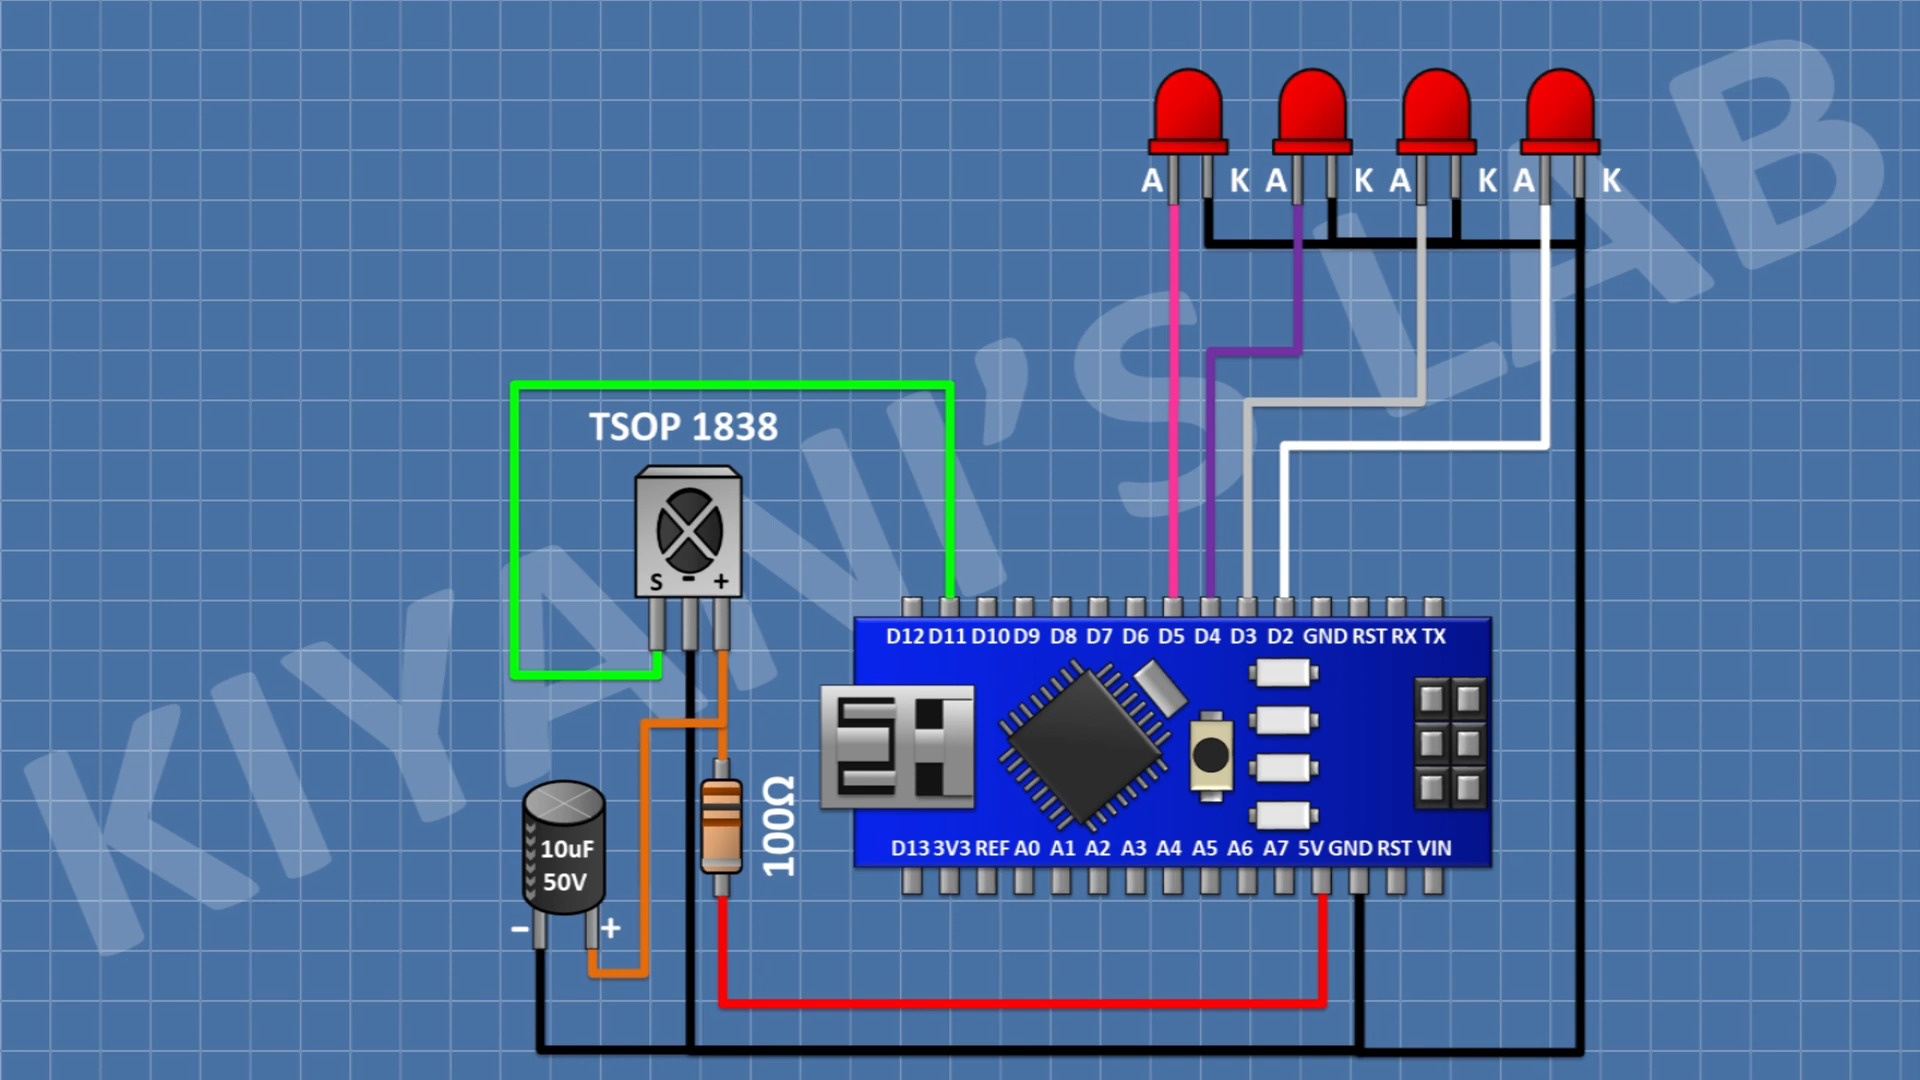 A K A K A K A K
KIYANI'S LAB
TSOP 1838
S - +
D12 D11 D10 D9 D8 D7 D6 D5 D4 D3 D2 GND RST RX TX
D13 3V3 REF A0 A1 A2 A3 A4 A5 A6 A7 5V GND RST VIN
100Ω
10uF
50V
- +